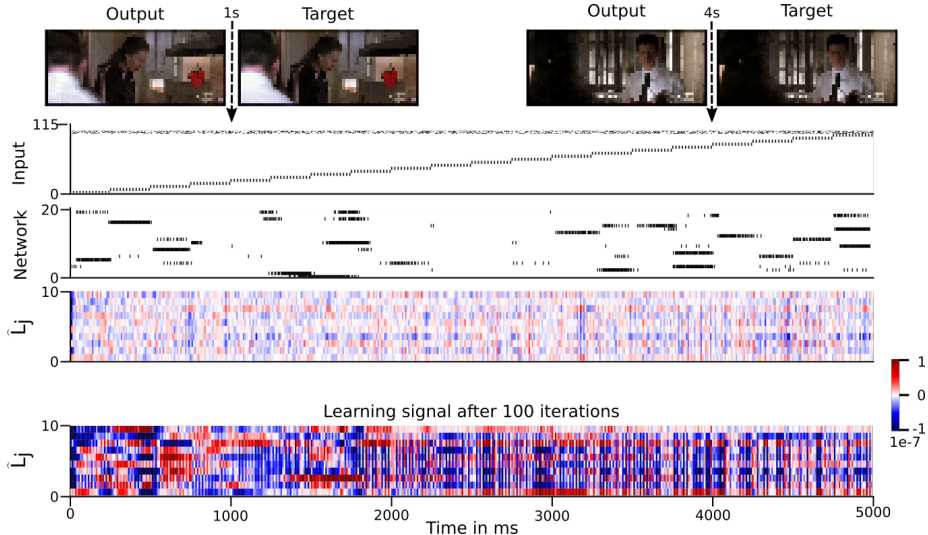 Output 1s Target
Output 4s Target
115
Input
0
20
Network
0
10
L̂j
0
1
0
-1
1e-7
Learning signal after 100 iterations
10
L̂j
0
0 1000 2000 3000 4000 5000
Time in ms